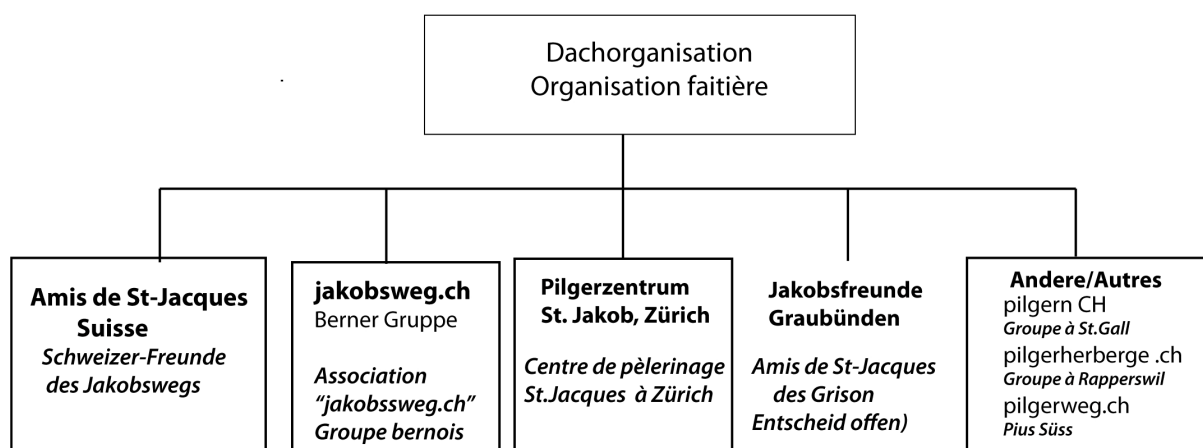 Dachorganisation
Organisation faitière
Amis de St-Jacques
Suisse
Schweizer-Freunde
des Jakobswegs
jakobsweg.ch
Berner Gruppe
Association
“jakobssweg.ch”
Groupe bernois
Pilgerzentrum
St. Jakob, Zürich
Centre de pèlerinage
St.Jacques à Zürich
Jakobsfreunde
Graubünden
Amis de St-Jacques
des Grison
Entscheid offen)
Andere/Autres
pilgern CH
Groupe à St.Gall
pilgerherberge .ch
Groupe à Rapperswil
pilgerweg.ch
Pius Süss